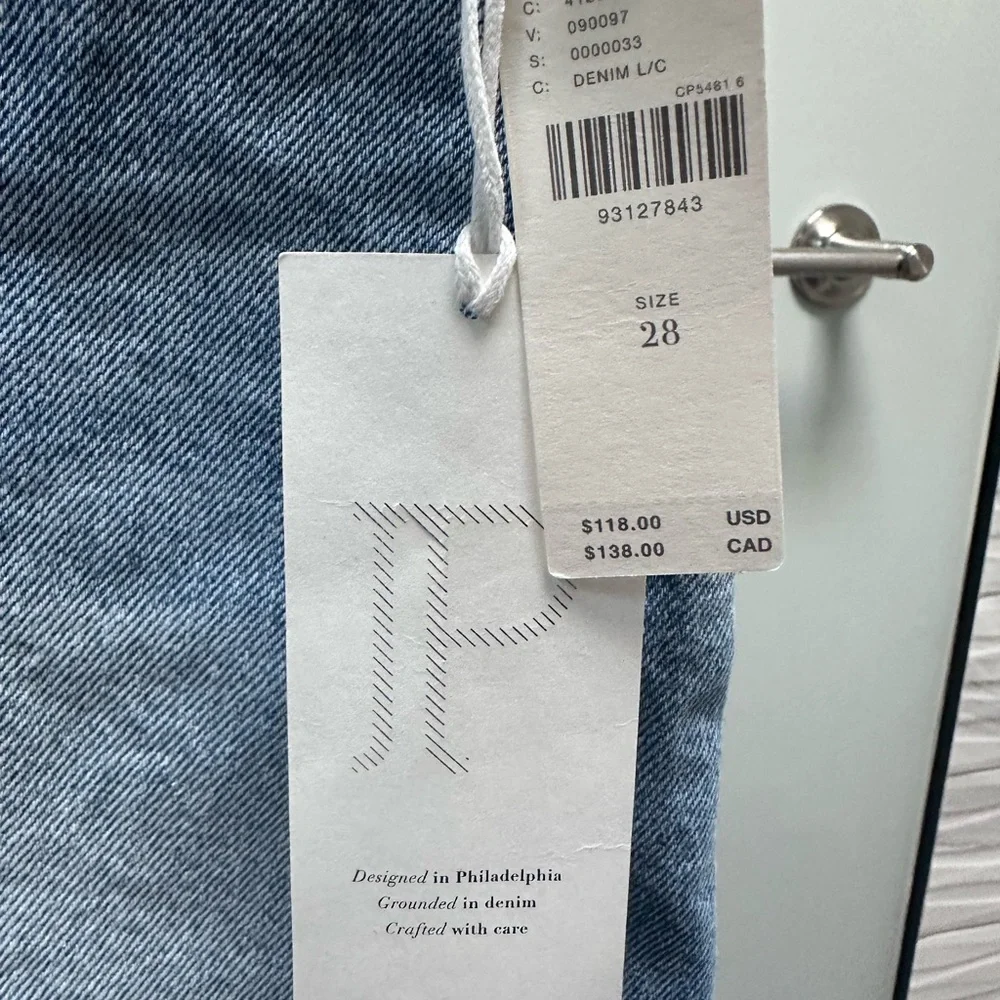 C:
V: 090097
S: 0000033
C: DENIM L/C
CP5481 6
93127843
SIZE
28
$118.00 USD
$138.00 CAD
JP
Designed in Philadelphia
Grounded in denim
Crafted with care